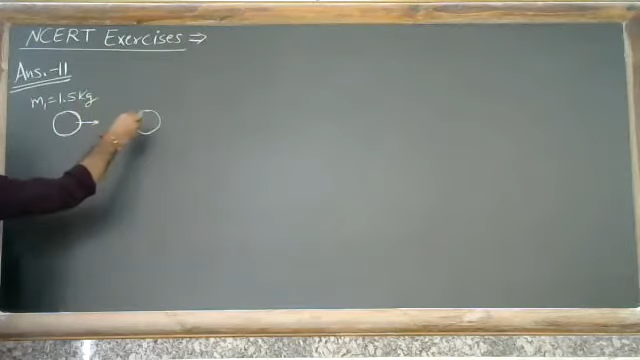 NCERT Exercises ⇒
Ans.-11
m₁=1.5kg